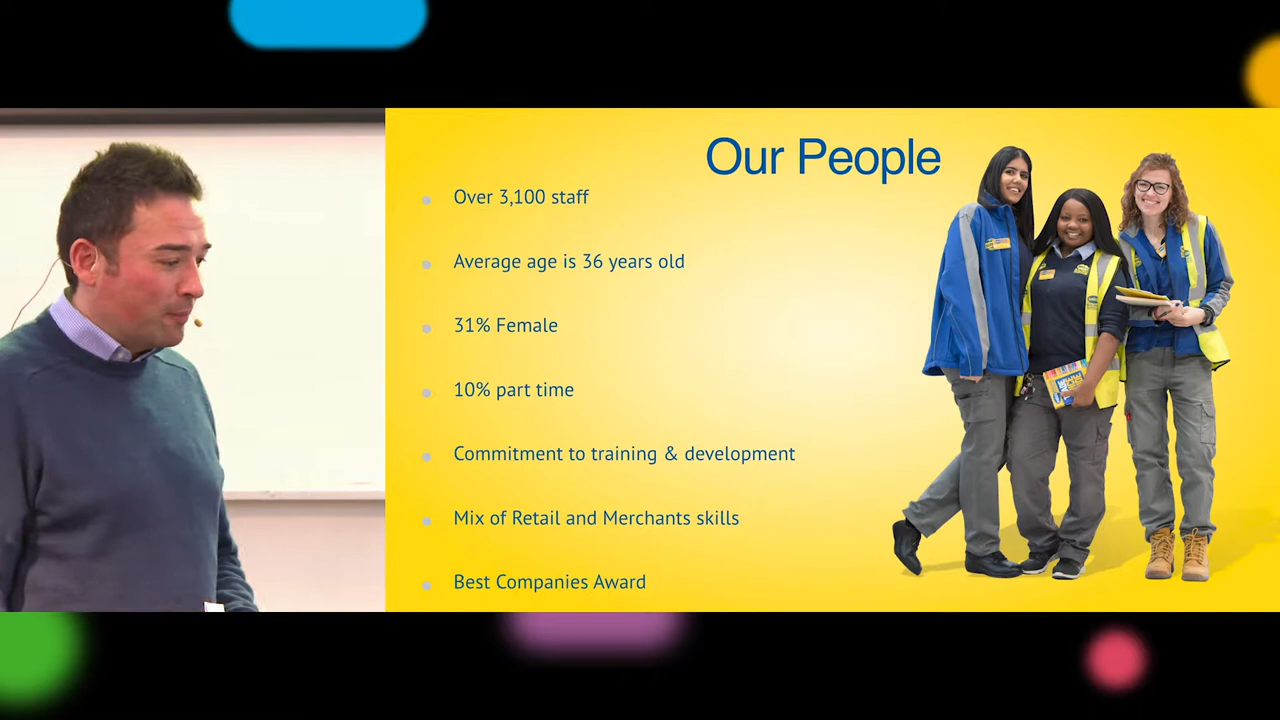 Our People
Over 3,100 staff
Average age is 36 years old
31% Female
10% part time
Commitment to training & development
Mix of Retail and Merchants skills
Best Companies Award